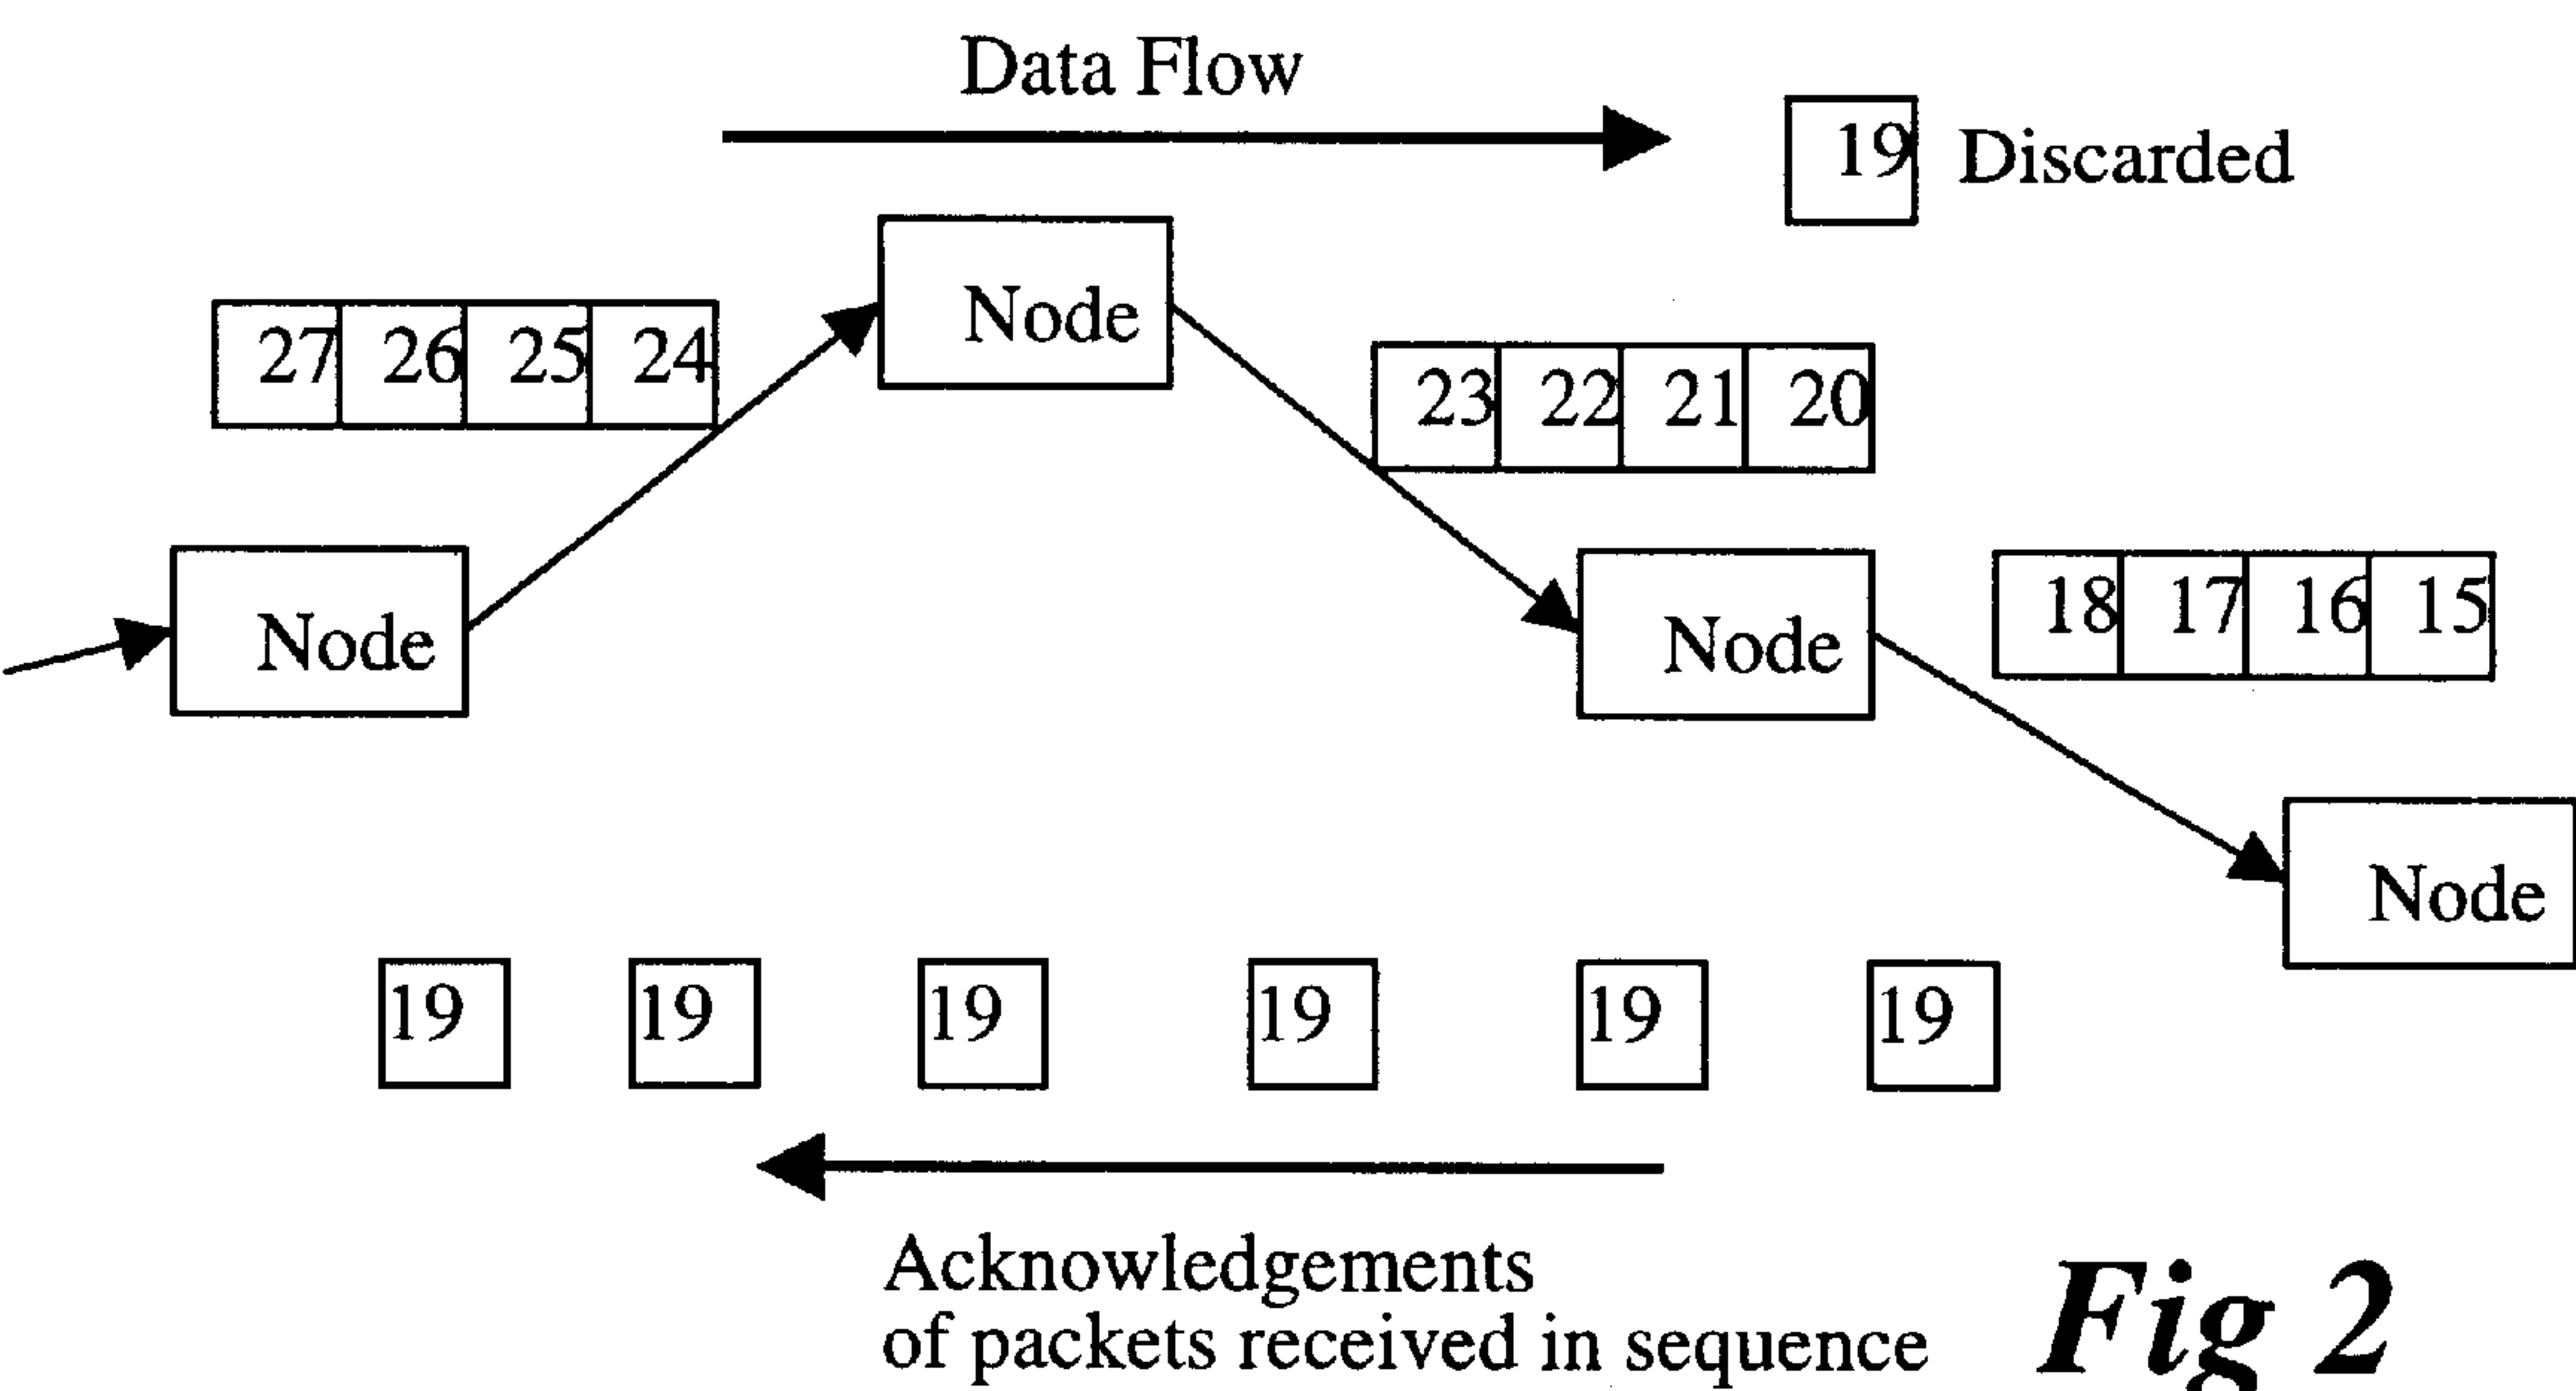 Data Flow
19 Discarded
Node
27 26 25 24
23 22 21 20
Node
Node
18 17 16 15
Node
19 19 19 19 19 19
Acknowledgements
of packets received in sequence
Fig 2